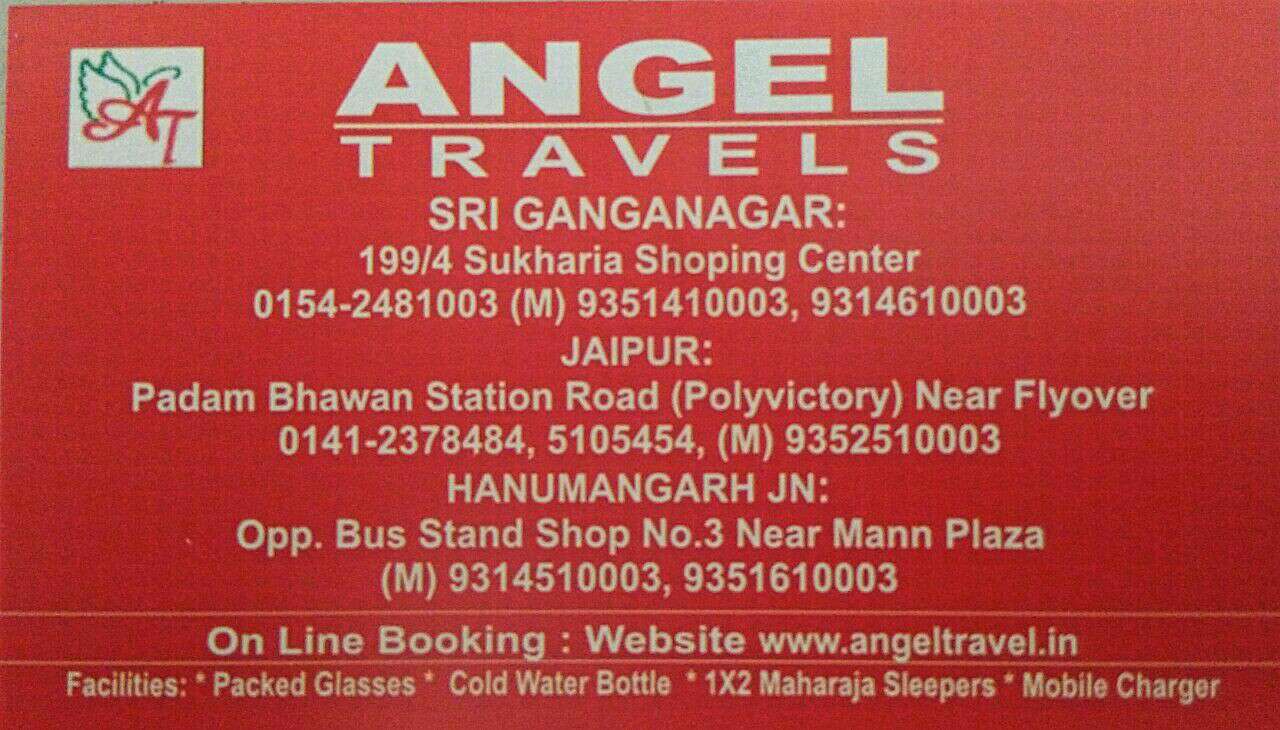 AT
ANGEL
TRAVELS
SRI GANGANAGAR:
199/4 Sukharia Shoping Center
0154-2481003 (M) 9351410003, 9314610003
JAIPUR:
Padam Bhawan Station Road (Polyvictory) Near Flyover
0141-2378484, 5105454, (M) 9352510003
HANUMANGARH JN:
Opp. Bus Stand Shop No.3 Near Mann Plaza
(M) 9314510003, 9351610003
On Line Booking : Website www.angeltravel.in
Facilities: * Packed Glasses * Cold Water Bottle * 1X2 Maharaja Sleepers * Mobile Charger